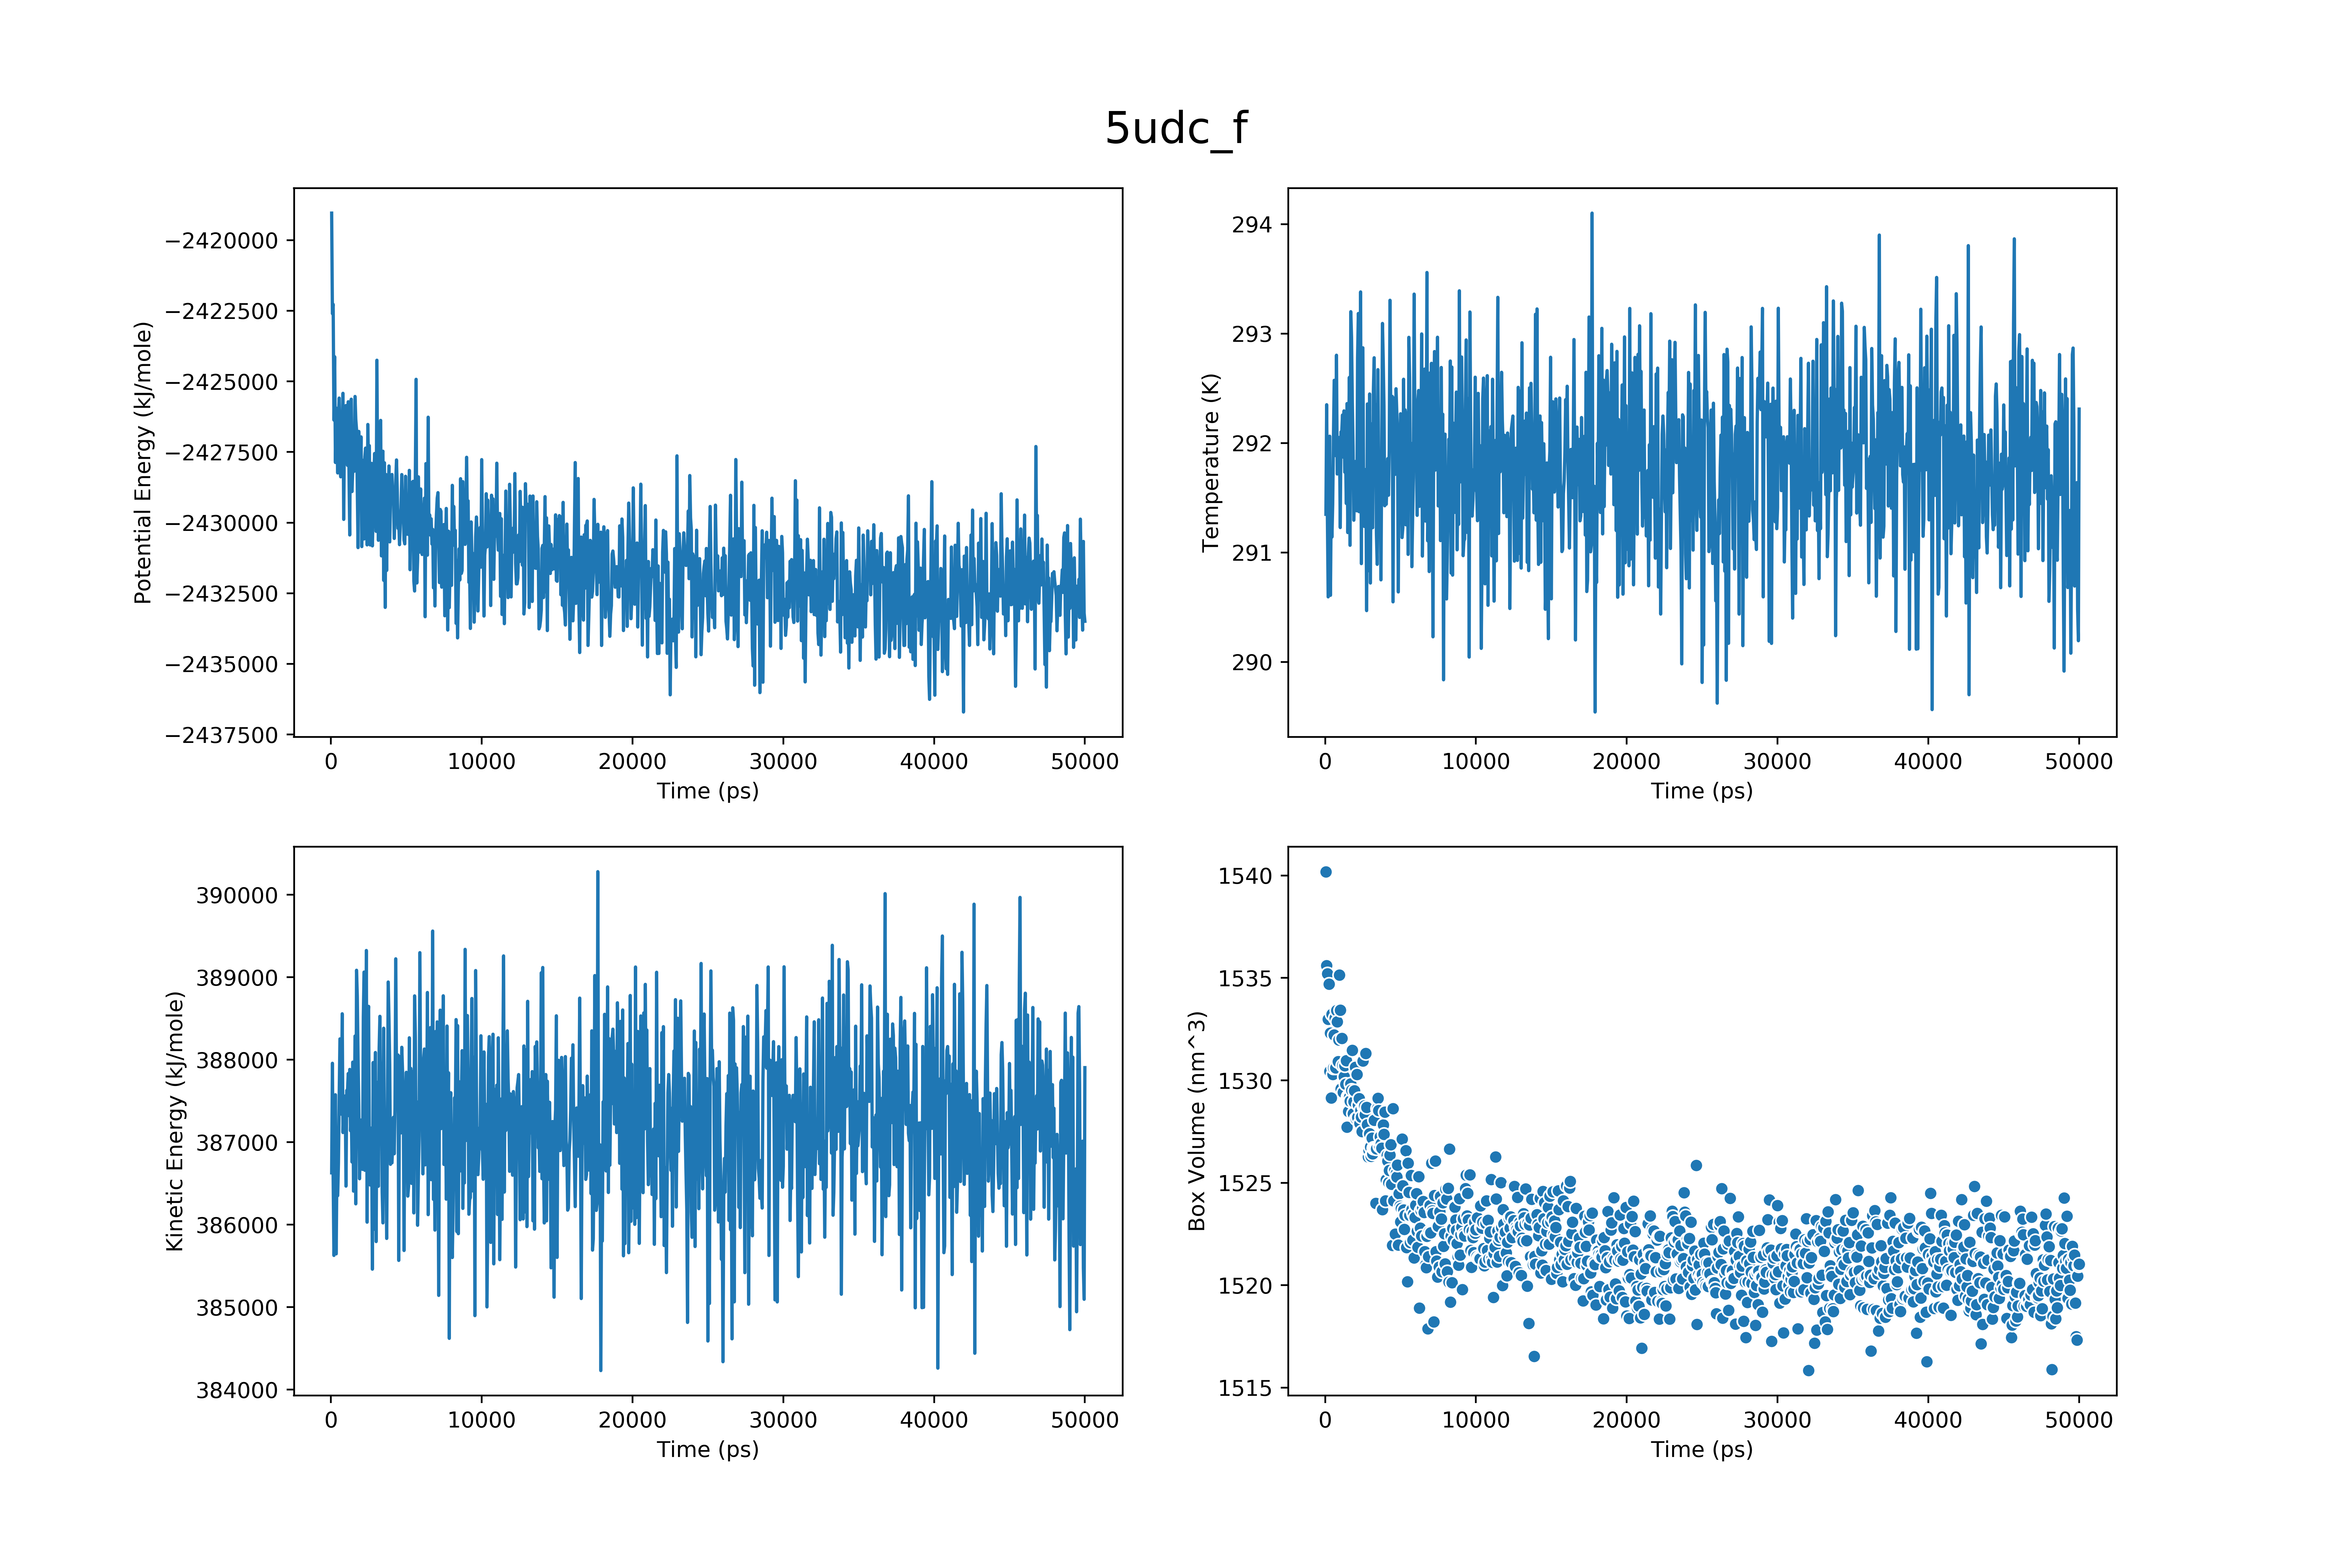 5udc_f
Potential Energy (kJ/mole)
−2420000
−2422500
−2425000
−2427500
−2430000
−2432500
−2435000
−2437500
0 10000 20000 30000 40000 50000
Time (ps)
Temperature (K)
294
293
292
291
290
0 10000 20000 30000 40000 50000
Time (ps)
Kinetic Energy (kJ/mole)
390000
389000
388000
387000
386000
385000
384000
0 10000 20000 30000 40000 50000
Time (ps)
Box Volume (nm^3)
1540
1535
1530
1525
1520
1515
0 10000 20000 30000 40000 50000
Time (ps)